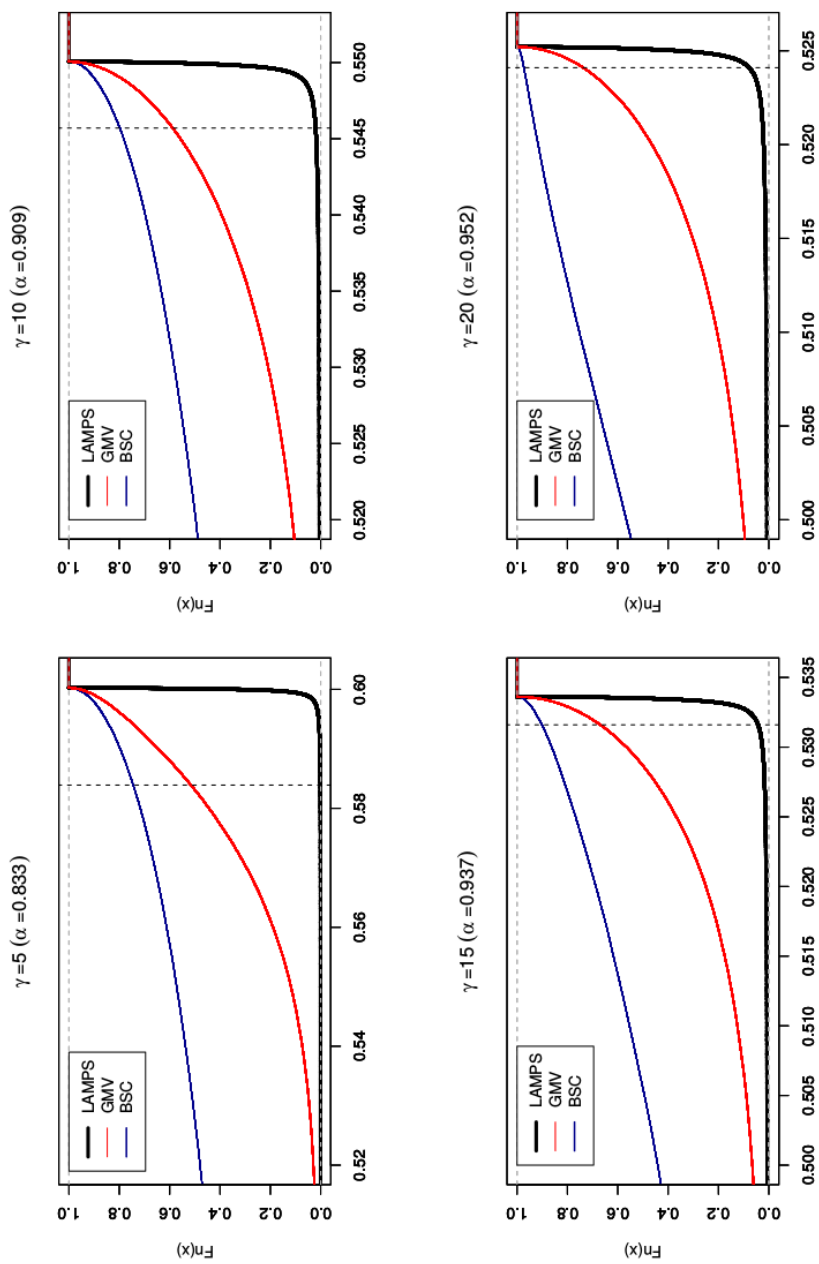 γ =5 ( α =0.833)
Fn(x)
1.0
0.8
0.6
0.4
0.2
0.0
LAMPS
GMV
BSC
0.52 0.54 0.56 0.58 0.60
γ =10 ( α =0.909)
Fn(x)
1.0
0.8
0.6
0.4
0.2
0.0
LAMPS
GMV
BSC
0.520 0.525 0.530 0.535 0.540 0.545 0.550
γ =15 ( α =0.937)
Fn(x)
1.0
0.8
0.6
0.4
0.2
0.0
LAMPS
GMV
BSC
0.500 0.505 0.510 0.515 0.520 0.525 0.530 0.535
γ =20 ( α =0.952)
Fn(x)
1.0
0.8
0.6
0.4
0.2
0.0
LAMPS
GMV
BSC
0.500 0.505 0.510 0.515 0.520 0.525